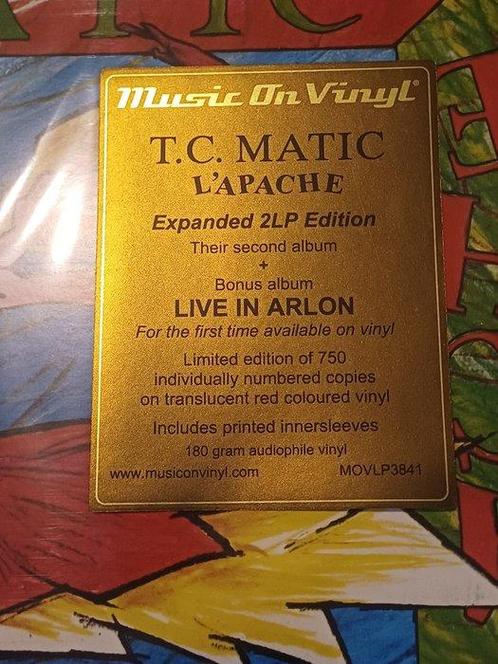 MATIC
Music On Vinyl®
T.C. MATIC
L'APACHE
Expanded 2LP Edition
Their second album
+
Bonus album
LIVE IN ARLON
For the first time available on vinyl
Limited edition of 750
individually numbered copies
on translucent red coloured vinyl
Includes printed innersleeves
180 gram audiophile vinyl
www.musiconvinyl.com MOVLP3841